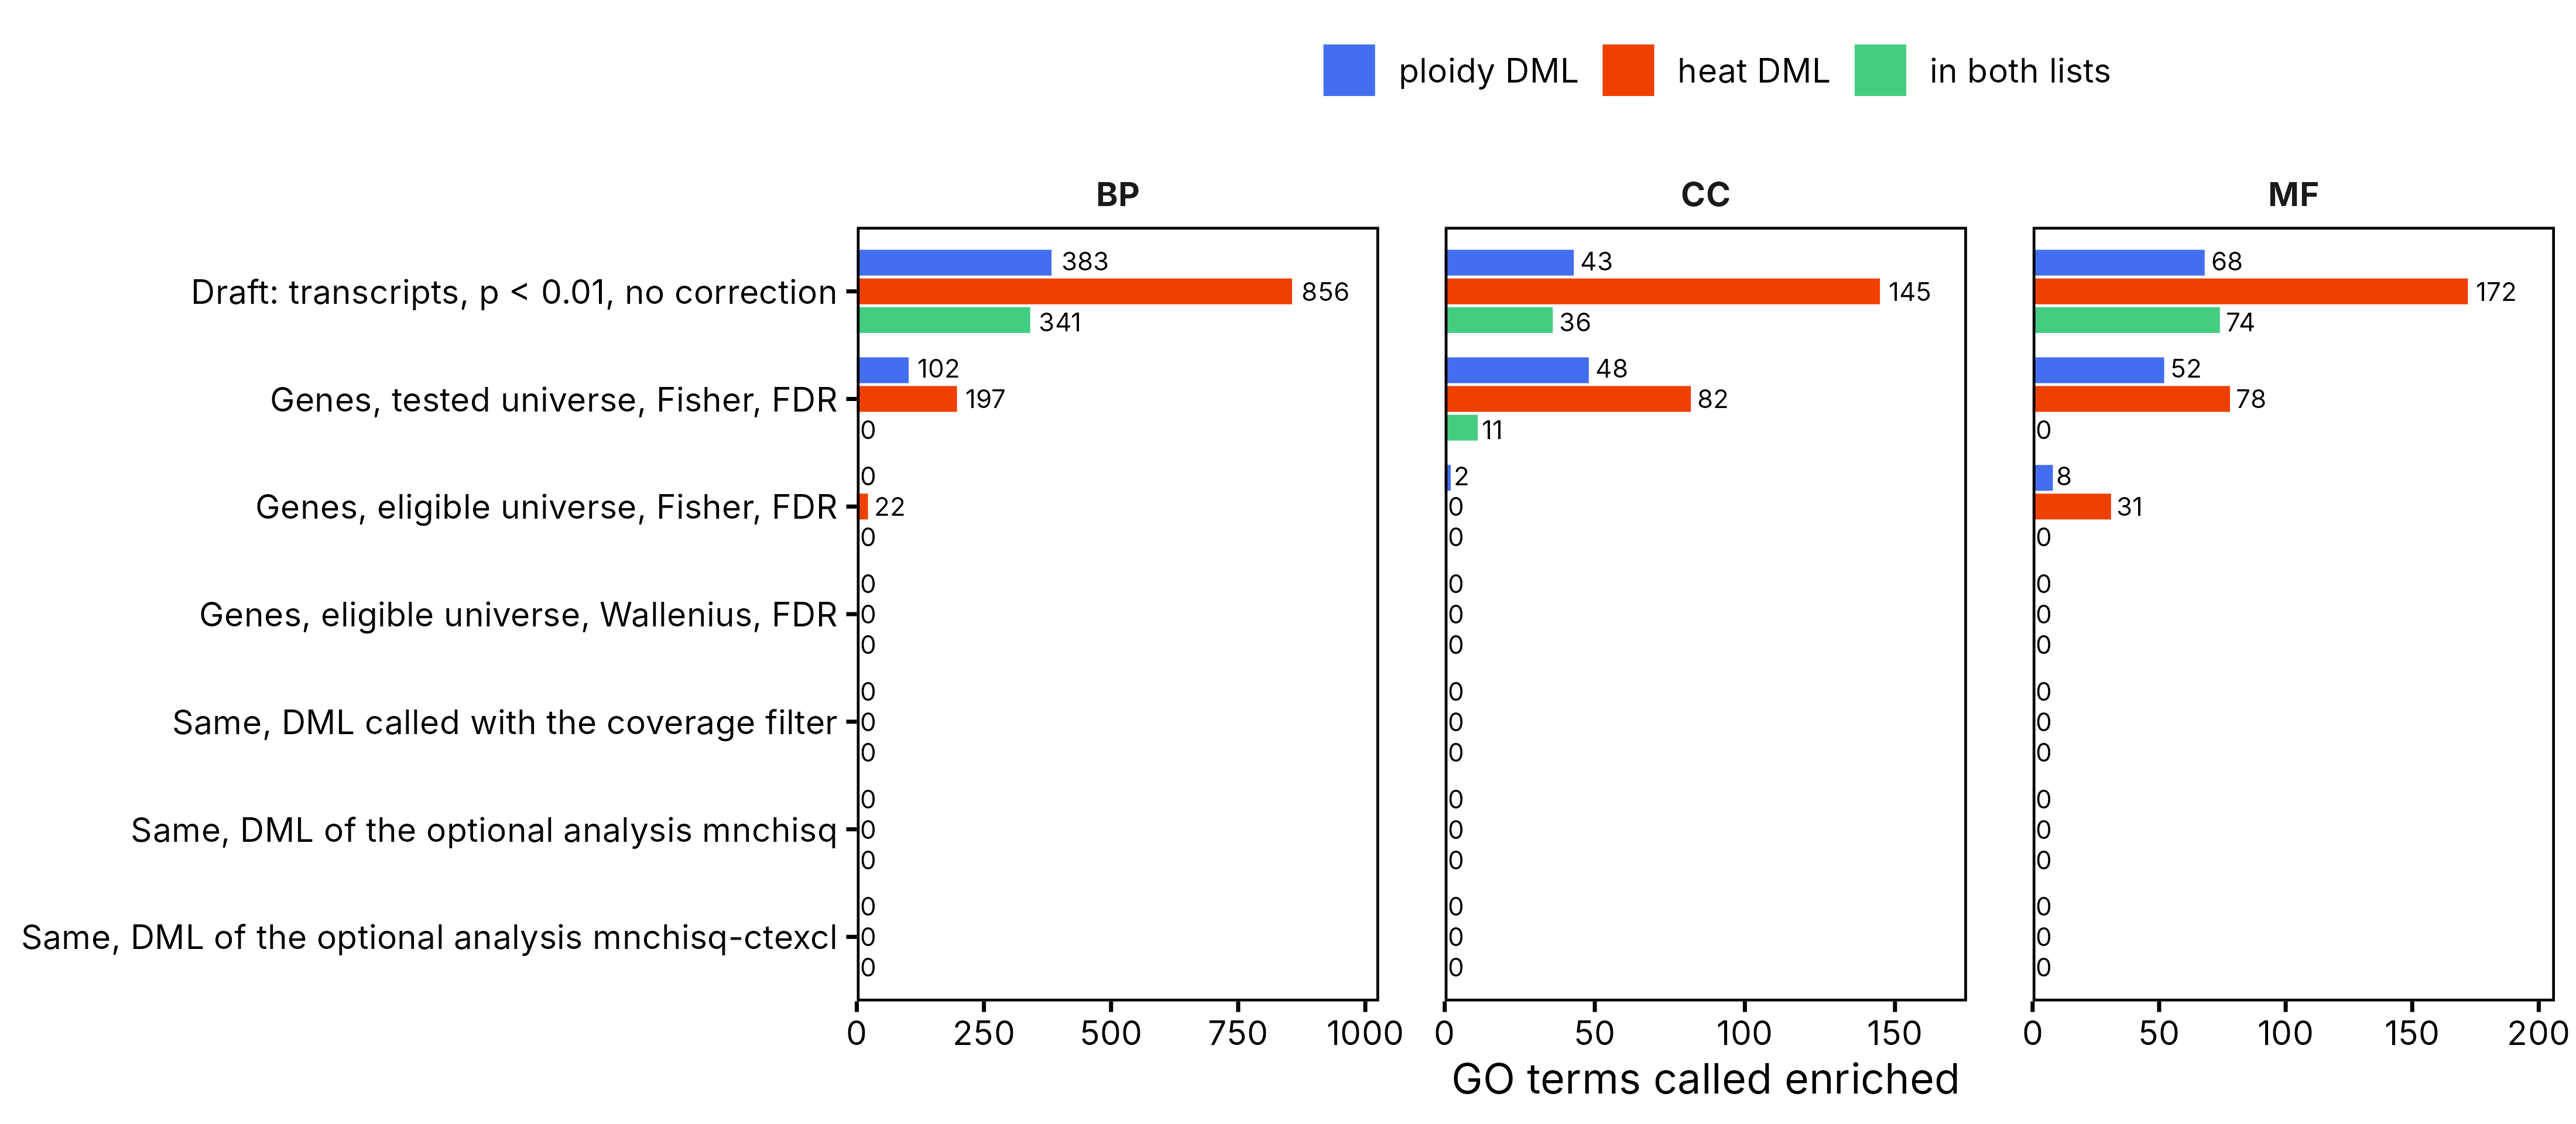 ploidy DML heat DML in both lists
BP CC MF
Draft: transcripts, p < 0.01, no correction
383 43 68
856 145 172
341 36 74
Genes, tested universe, Fisher, FDR
102 48 52
197 82 78
0 11 0
Genes, eligible universe, Fisher, FDR
0 2 8
22 0 31
0 0 0
Genes, eligible universe, Wallenius, FDR
0 0 0
0 0 0
0 0 0
Same, DML called with the coverage filter
0 0 0
0 0 0
0 0 0
Same, DML of the optional analysis mnchisq
0 0 0
0 0 0
0 0 0
Same, DML of the optional analysis mnchisq-ctexcl
0 0 0
0 0 0
0 0 0
0 250 500 750 1000 0 50 100 150 0 50 100 150 200
GO terms called enriched